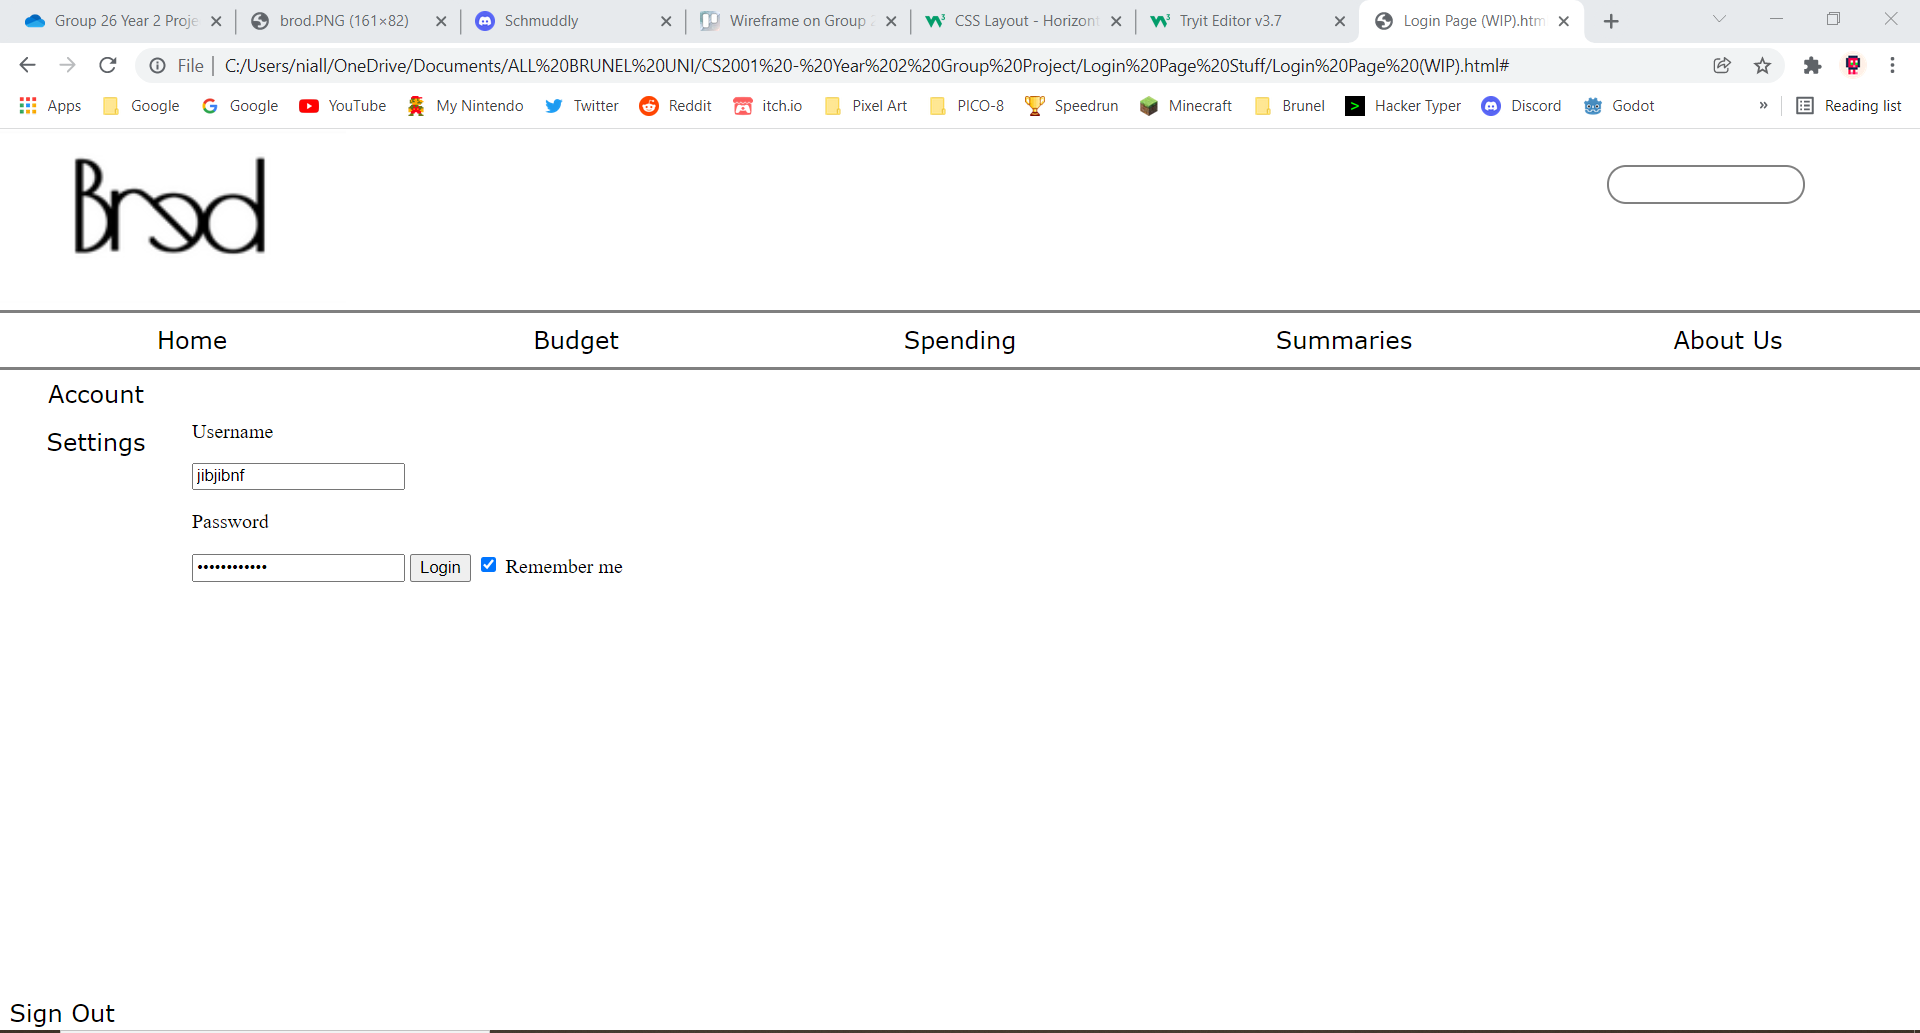 Group 26 Year 2 Proje
brod.PNG (161×82)
Schmuddly
Wireframe on Group 2
CSS Layout - Horizont
Tryit Editor v3.7
Login Page (WIP).htm
File | C:/Users/niall/OneDrive/Documents/ALL%20BRUNEL%20UNI/CS2001%20-%20Year%202%20Group%20Project/Login%20Page%20Stuff/Login%20Page%20(WIP).html#
Apps Google Google YouTube My Nintendo Twitter Reddit itch.io Pixel Art PICO-8 Speedrun Minecraft Brunel Hacker Typer Discord Godot » Reading list
Brod
Home Budget Spending Summaries About Us
Account
Settings
Username
jibjibnf
Password
•••••••••••• Login Remember me
Sign Out